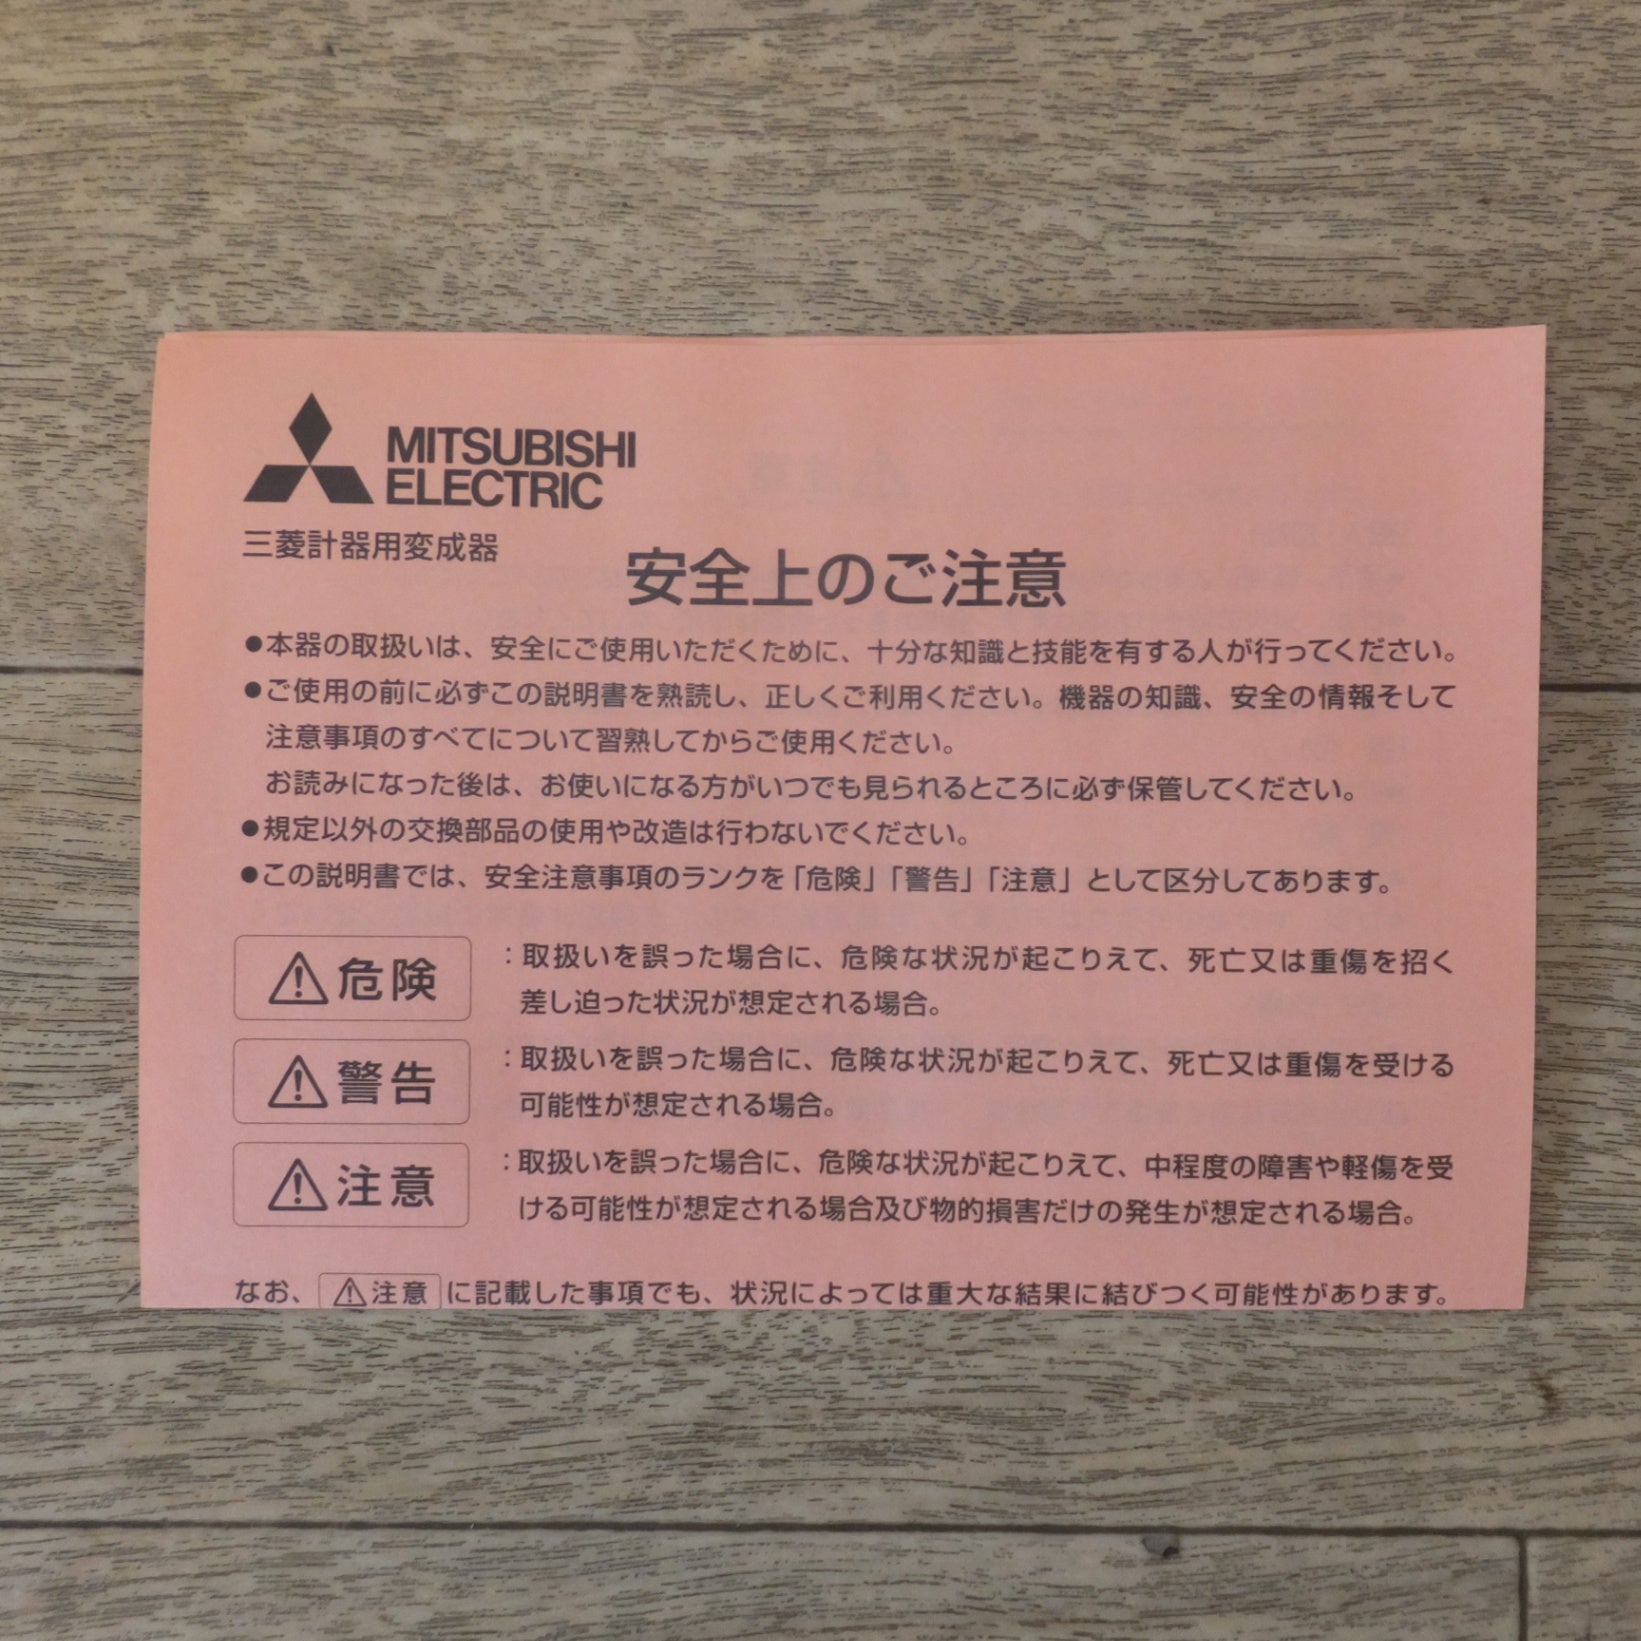 MITSUBISHI
ELECTRIC
三菱計器用変成器
安全上のご注意
●本器の取扱いは、安全にご使用いただくために、十分な知識と技能を有する人が行ってください。
●ご使用の前に必ずこの説明書を熟読し、正しくご利用ください。機器の知識、安全の情報そして
注意事項のすべてについて習熟してからご使用ください。
お読みになった後は、お使いになる方がいつでも見られるところに必ず保管してください。
●規定以外の交換部品の使用や改造は行わないでください。
●この説明書では、安全注意事項のランクを「危険」「警告」「注意」として区分してあります。
⚠危険 ：取扱いを誤った場合に、危険な状況が起こりえて、死亡又は重傷を招く
差し迫った状況が想定される場合。
⚠警告 ：取扱いを誤った場合に、危険な状況が起こりえて、死亡又は重傷を受ける
可能性が想定される場合。
⚠注意 ：取扱いを誤った場合に、危険な状況が起こりえて、中程度の障害や軽傷を受
ける可能性が想定される場合及び物的損害だけの発生が想定される場合。
なお、⚠注意に記載した事項でも、状況によっては重大な結果に結びつく可能性があります。